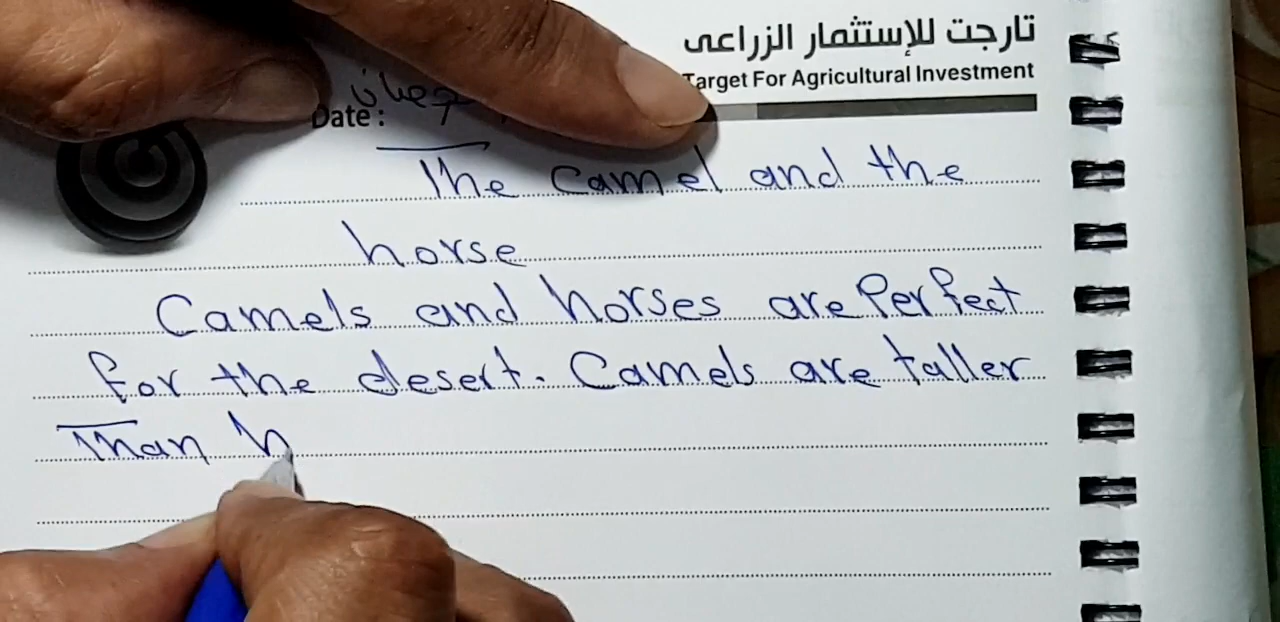 تارجت للإستثمار الزراعى
Target For Agricultural Investment
Date :
The Camel and the
horse
Camels and horses are Perfect
for the desert. Camels are taller
Than h